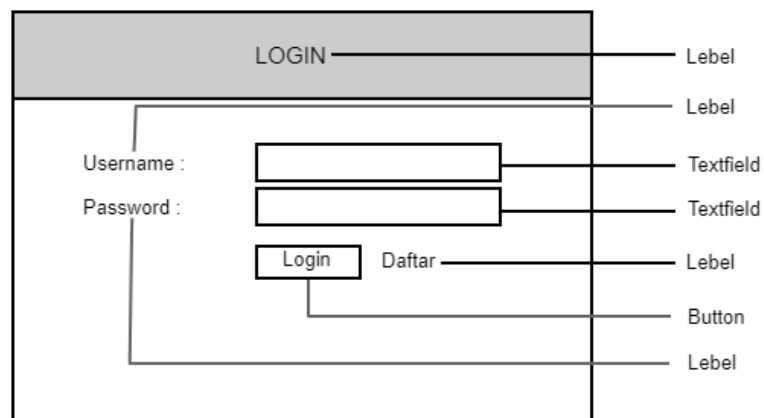 LOGIN
Lebel
Lebel
Username :
Textfield
Password :
Textfield
Login
Daftar
Lebel
Button
Lebel